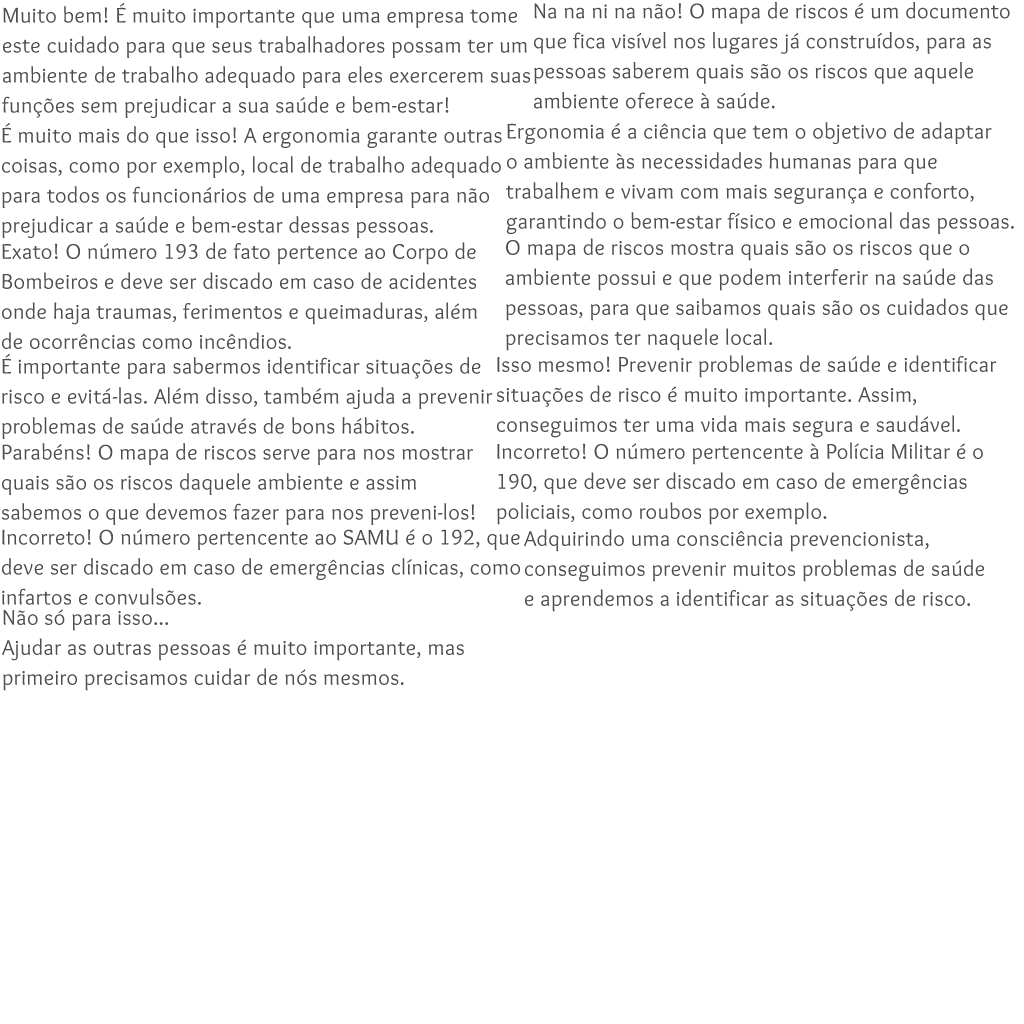 Muito bem! É muito importante que uma empresa tome
este cuidado para que seus trabalhadores possam ter um
ambiente de trabalho adequado para eles exercerem suas
funções sem prejudicar a sua saúde e bem-estar!
Na na ni na não! O mapa de riscos é um documento
que fica visível nos lugares já construídos, para as
pessoas saberem quais são os riscos que aquele
ambiente oferece à saúde.
É muito mais do que isso! A ergonomia garante outras
coisas, como por exemplo, local de trabalho adequado
para todos os funcionários de uma empresa para não
prejudicar a saúde e bem-estar dessas pessoas.
Ergonomia é a ciência que tem o objetivo de adaptar
o ambiente às necessidades humanas para que
trabalhem e vivam com mais segurança e conforto,
garantindo o bem-estar físico e emocional das pessoas.
Exato! O número 193 de fato pertence ao Corpo de
Bombeiros e deve ser discado em caso de acidentes
onde haja traumas, ferimentos e queimaduras, além
de ocorrências como incêndios.
O mapa de riscos mostra quais são os riscos que o
ambiente possui e que podem interferir na saúde das
pessoas, para que saibamos quais são os cuidados que
precisamos ter naquele local.
É importante para sabermos identificar situações de
risco e evitá-las. Além disso, também ajuda a prevenir
problemas de saúde através de bons hábitos.
Isso mesmo! Prevenir problemas de saúde e identificar
situações de risco é muito importante. Assim,
conseguimos ter uma vida mais segura e saudável.
Parabéns! O mapa de riscos serve para nos mostrar
quais são os riscos daquele ambiente e assim
sabemos o que devemos fazer para nos preveni-los!
Incorreto! O número pertencente à Polícia Militar é o
190, que deve ser discado em caso de emergências
policiais, como roubos por exemplo.
Incorreto! O número pertencente ao SAMU é o 192, que
deve ser discado em caso de emergências clínicas, como
infartos e convulsões.
Adquirindo uma consciência prevencionista,
conseguimos prevenir muitos problemas de saúde
e aprendemos a identificar as situações de risco.
Não só para isso...
Ajudar as outras pessoas é muito importante, mas
primeiro precisamos cuidar de nós mesmos.